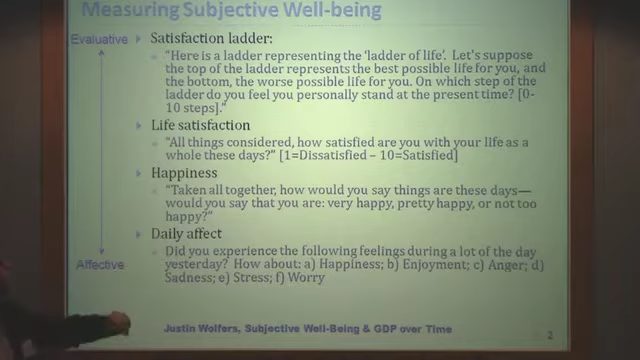 Measuring Subjective Well-being
Evaluative
Satisfaction ladder:
"Here is a ladder representing the 'ladder of life'. Let's suppose
the top of the ladder represents the best possible life for you, and
the bottom, the worse possible life for you. On which step of the
ladder do you feel you personally stand at the present time? [0-
10 steps]."
Life satisfaction
"All things considered, how satisfied are you with your life as a
whole these days?" [1=Dissatisfied – 10=Satisfied]
Happiness
"Taken all together, how would you say things are these days—
would you say that you are: very happy, pretty happy, or not too
happy?"
Daily affect
Affective
Did you experience the following feelings during a lot of the day
yesterday? How about: a) Happiness; b) Enjoyment; c) Anger; d)
Sadness; e) Stress; f) Worry
Justin Wolfers, Subjective Well-Being & GDP over Time
2